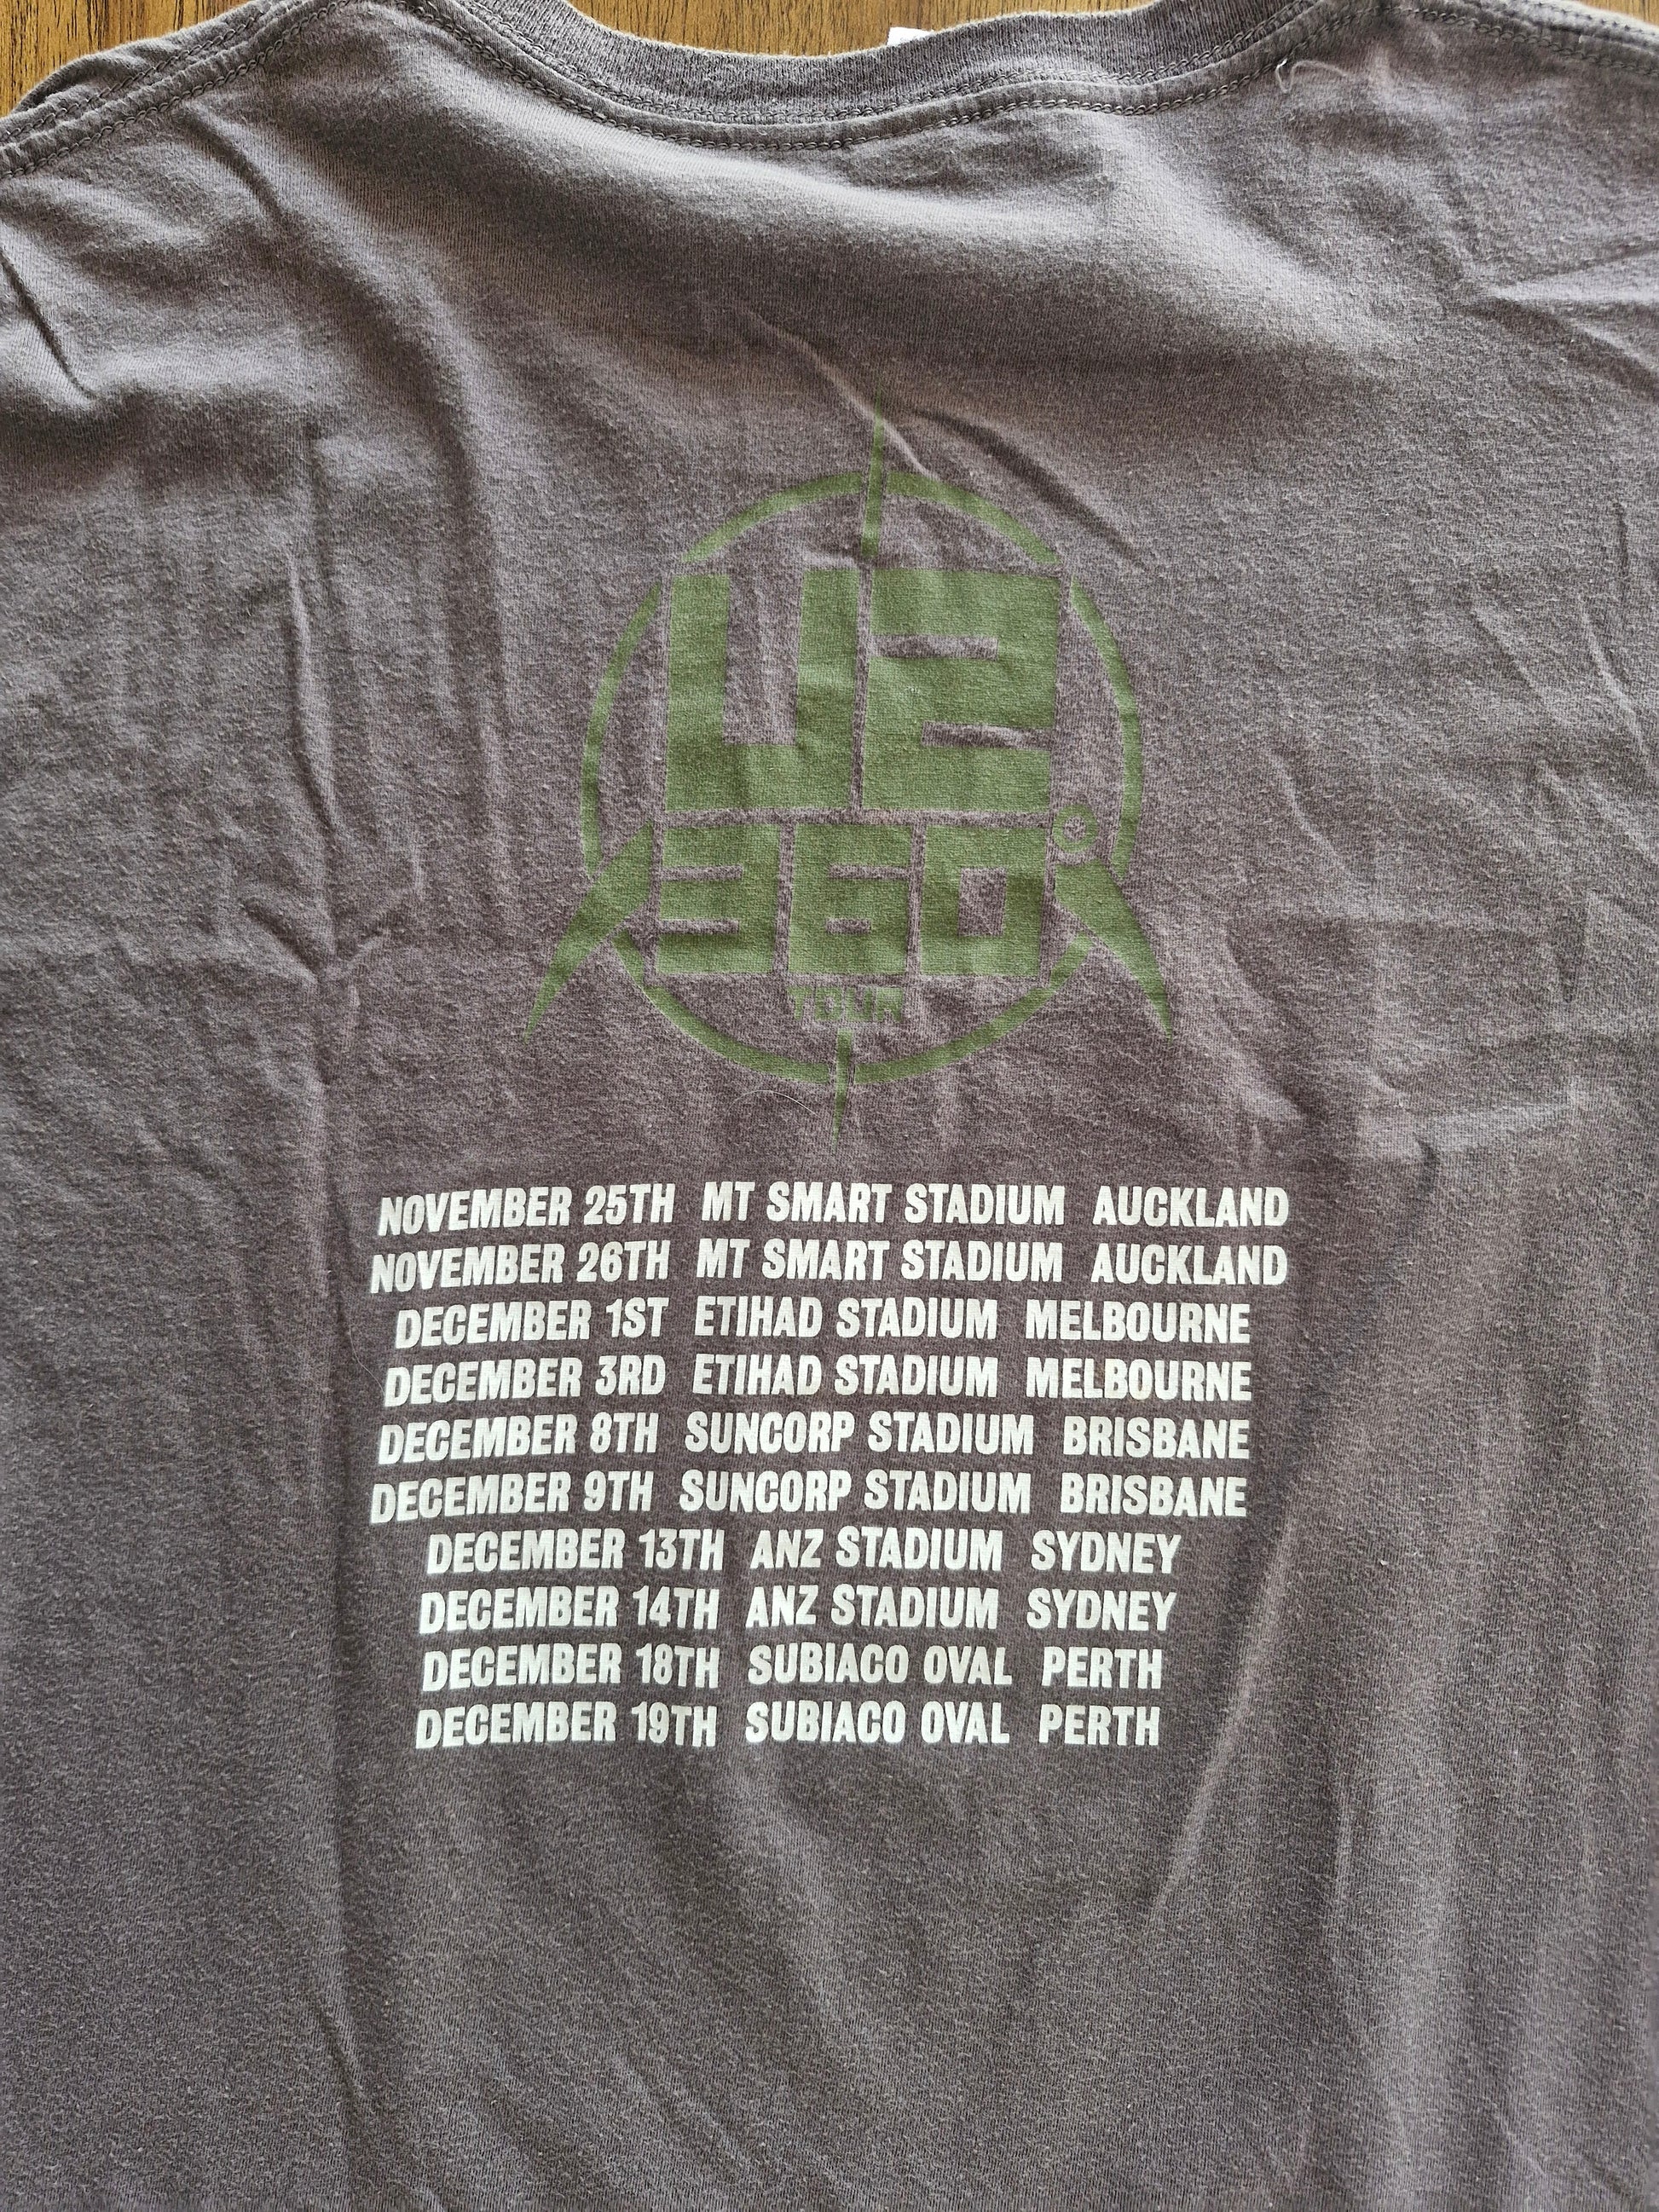 U2
360°
TOUR
NOVEMBER 25TH MT SMART STADIUM AUCKLAND
NOVEMBER 26TH MT SMART STADIUM AUCKLAND
DECEMBER 1ST ETIHAD STADIUM MELBOURNE
DECEMBER 3RD ETIHAD STADIUM MELBOURNE
DECEMBER 8TH SUNCORP STADIUM BRISBANE
DECEMBER 9TH SUNCORP STADIUM BRISBANE
DECEMBER 13TH ANZ STADIUM SYDNEY
DECEMBER 14TH ANZ STADIUM SYDNEY
DECEMBER 18TH SUBIACO OVAL PERTH
DECEMBER 19TH SUBIACO OVAL PERTH